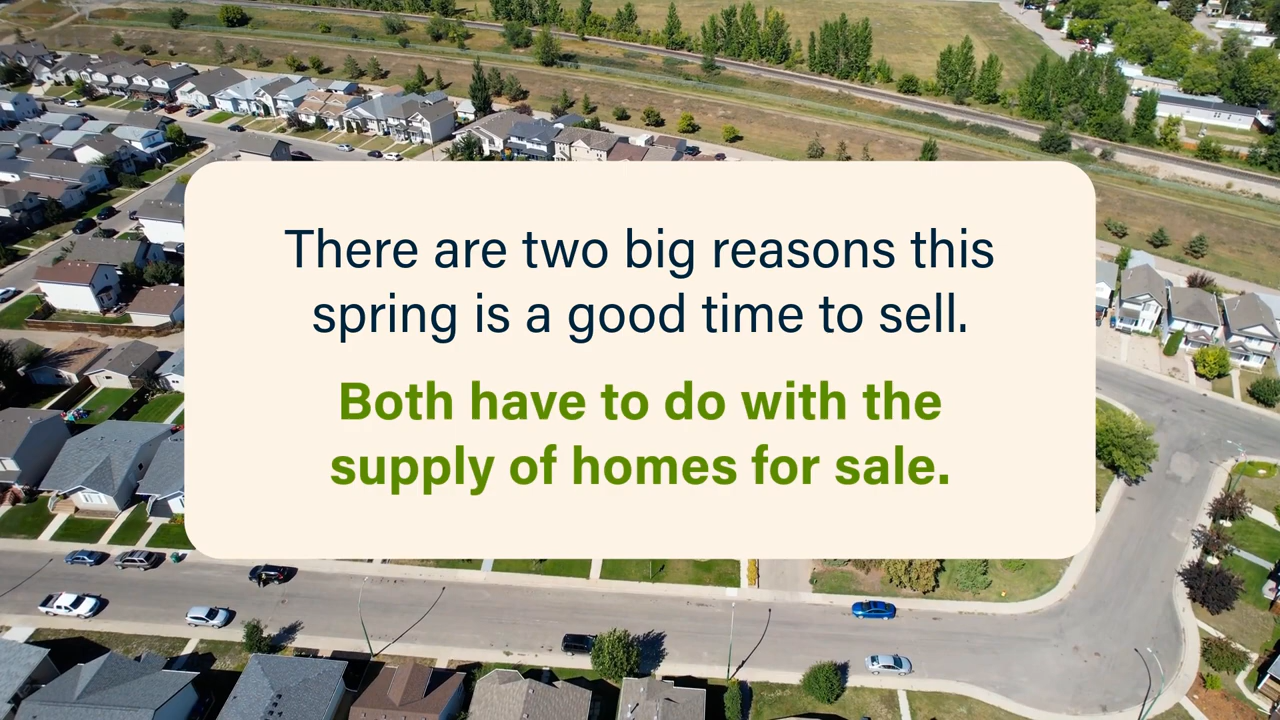 There are two big reasons this
spring is a good time to sell.
Both have to do with the
supply of homes for sale.